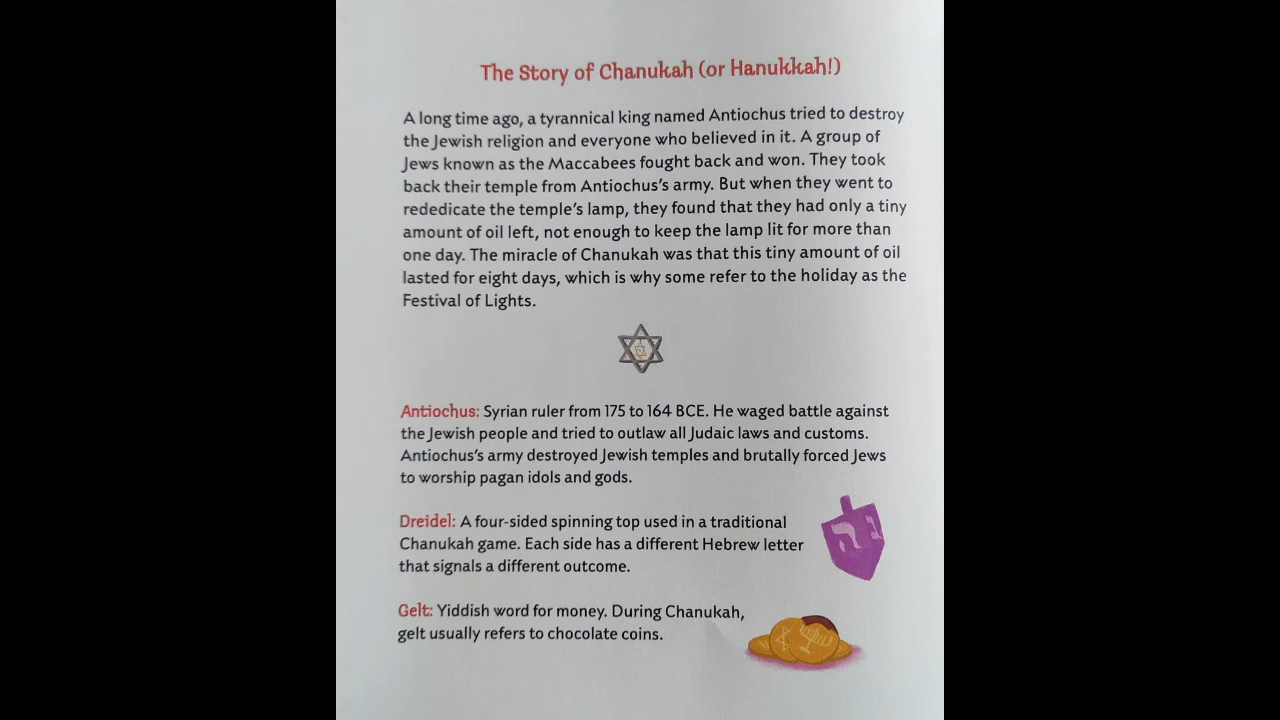 The Story of Chanukah (or Hanukkah!)
A long time ago, a tyrannical king named Antiochus tried to destroy
the Jewish religion and everyone who believed in it. A group of
Jews known as the Maccabees fought back and won. They took
back their temple from Antiochus's army. But when they went to
rededicate the temple's lamp, they found that they had only a tiny
amount of oil left, not enough to keep the lamp lit for more than
one day. The miracle of Chanukah was that this tiny amount of oil
lasted for eight days, which is why some refer to the holiday as the
Festival of Lights.
Antiochus: Syrian ruler from 175 to 164 BCE. He waged battle against
the Jewish people and tried to outlaw all Judaic laws and customs.
Antiochus's army destroyed Jewish temples and brutally forced Jews
to worship pagan idols and gods.
Dreidel: A four-sided spinning top used in a traditional
Chanukah game. Each side has a different Hebrew letter
that signals a different outcome.
ה נ
Gelt: Yiddish word for money. During Chanukah,
gelt usually refers to chocolate coins.